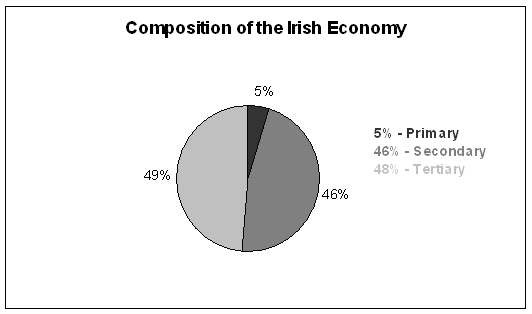 Composition of the Irish Economy
5%
49%
46%
5% - Primary
46% - Secondary
48% - Tertiary